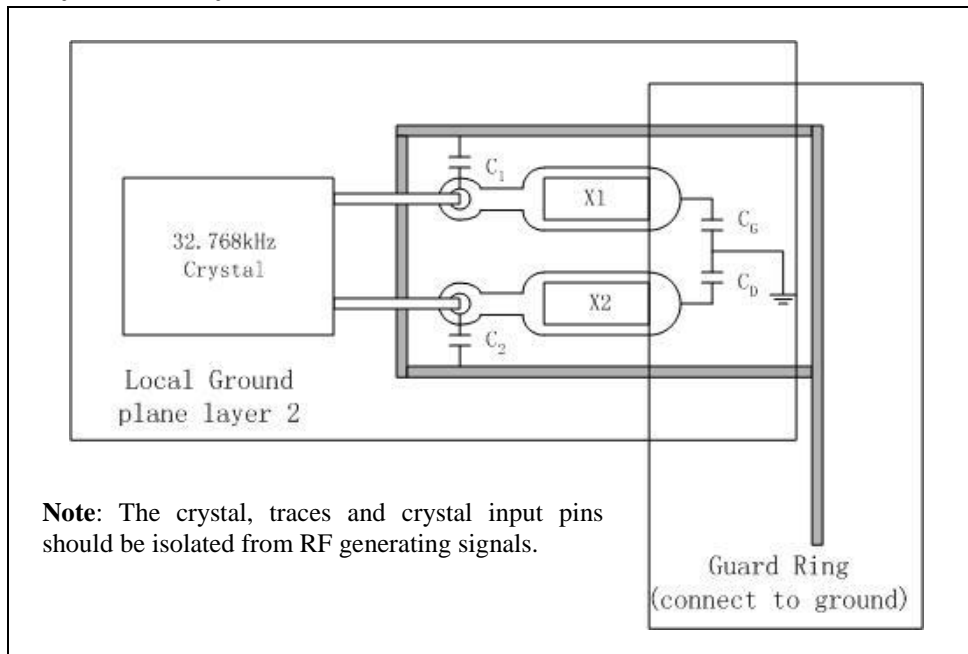 C1
X1
CG
32.768kHz
Crystal
CD
X2
C2
Local Ground
plane layer 2
Note: The crystal, traces and crystal input pins
should be isolated from RF generating signals.
Guard Ring
(connect to ground)